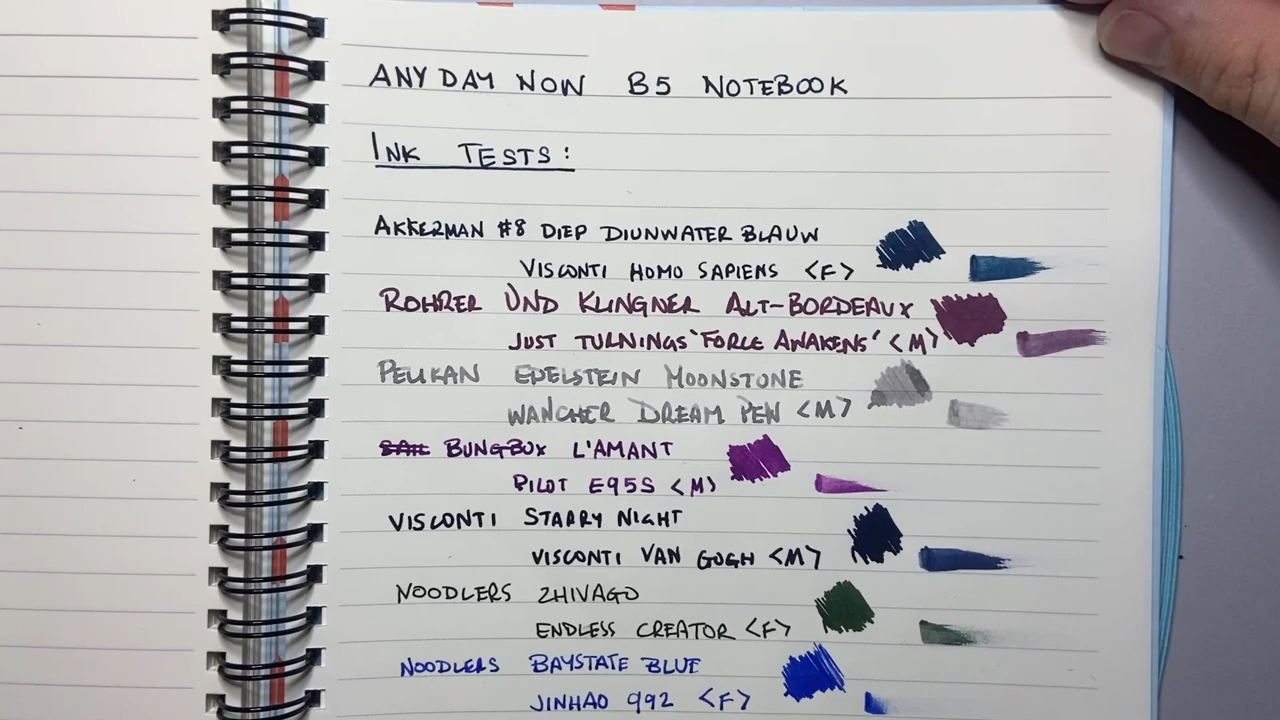 ANY DAY NOW B5 NOTEBOOK
INK TESTS:
AKKERMAN #8 DIEP DIUNWATER BLAUW
VISCONTI HOMO SAPIENS <F>
ROHRER UND KLINGNER ALT-BORDEAUX
JUST TURNINGS 'FORCE AWAKENS' <M>
PELIKAN EDELSTEIN MOONSTONE
WANCHER DREAM PEN <M>
BUNGBOX L'AMANT
PILOT E95S <M>
VISCONTI STARRY NIGHT
VISCONTI VAN GOGH <M>
NOODLERS ZHIVAGO
ENDLESS CREATOR <F>
NOODLERS BAYSTATE BLUE
JINHAO 992 <F>